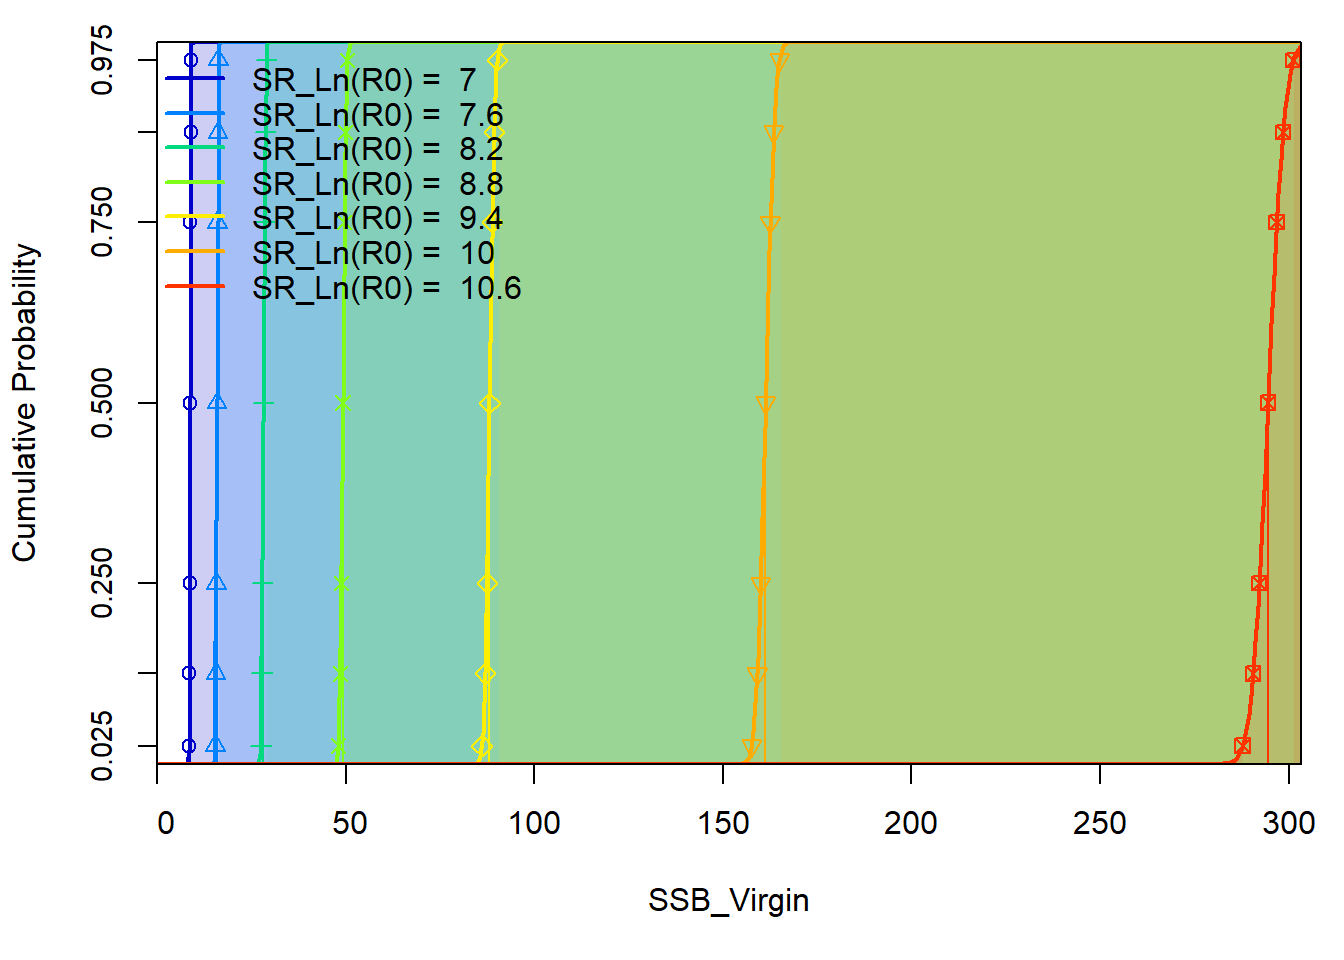 SR_Ln(R0) = 7
SR_Ln(R0) = 7.6
SR_Ln(R0) = 8.2
SR_Ln(R0) = 8.8
SR_Ln(R0) = 9.4
SR_Ln(R0) = 10
SR_Ln(R0) = 10.6
Cumulative Probability
0.975
0.750
0.500
0.250
0.025
0 50 100 150 200 250 300
SSB_Virgin